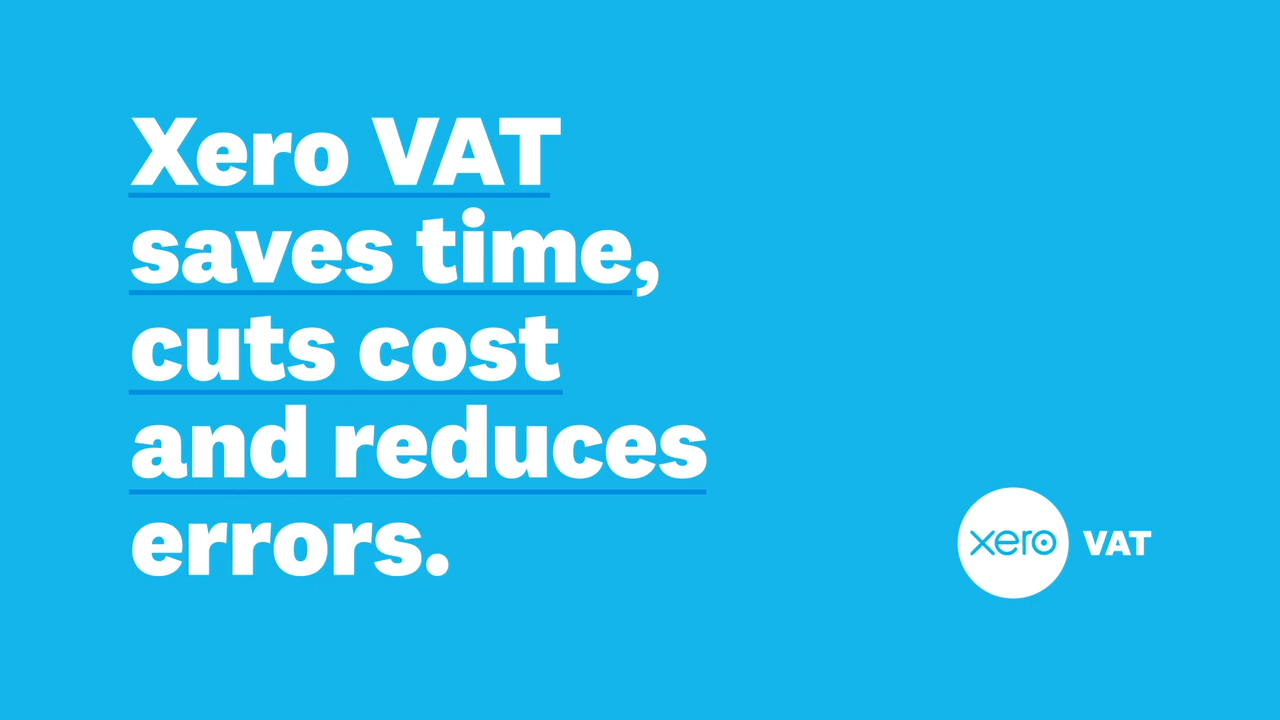 Xero VAT
saves time,
cuts cost
and reduces
errors.
xero VAT